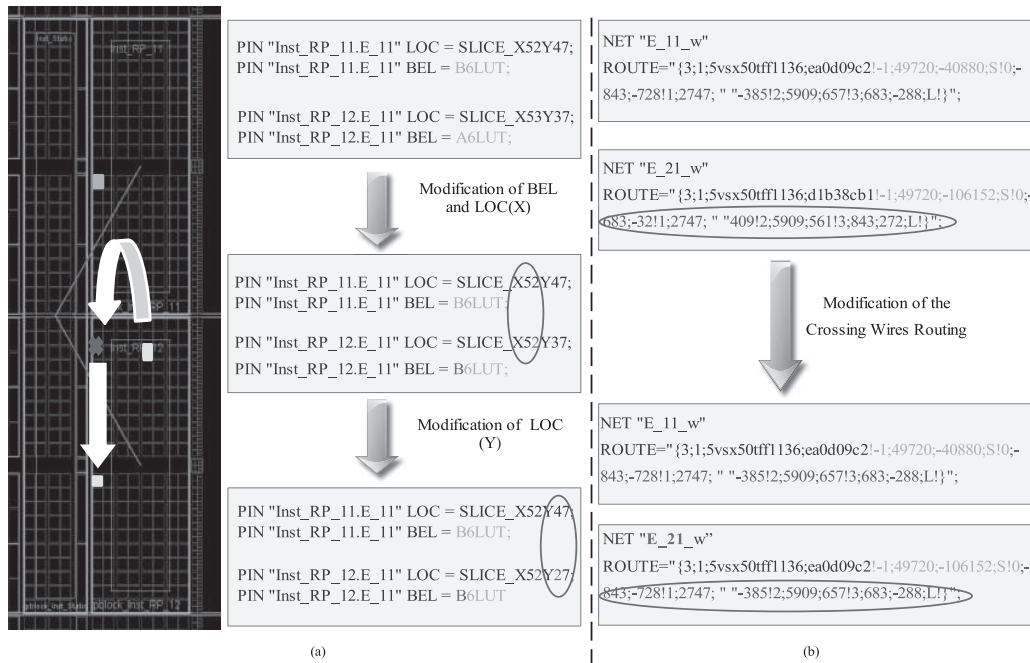 Inst_RP_11
Inst_RP_12
pblock_Inst_Static
pblock_Inst_RP_12
PIN "Inst_RP_11.E_11" LOC = SLICE_X52Y47;
PIN "Inst_RP_11.E_11" BEL = B6LUT;
PIN "Inst_RP_12.E_11" LOC = SLICE_X53Y37;
PIN "Inst_RP_12.E_11" BEL = A6LUT;
Modification of BEL
and LOC(X)
PIN "Inst_RP_11.E_11" LOC = SLICE_X52Y47;
PIN "Inst_RP_11.E_11" BEL = B6LUT;
PIN "Inst_RP_12.E_11" LOC = SLICE_X52Y37;
PIN "Inst_RP_12.E_11" BEL = B6LUT;
Modification of LOC
(Y)
PIN "Inst_RP_11.E_11" LOC = SLICE_X52Y47;
PIN "Inst_RP_11.E_11" BEL = B6LUT;
PIN "Inst_RP_12.E_11" LOC = SLICE_X52Y27;
PIN "Inst_RP_12.E_11 BEL = B6LUT
(a)
NET "E_11_w"
ROUTE="{3;1;5vsx50tff1136;ea0d09c2!-1;49720;-40880;S!0;-
843;-728!1;2747; " "-385!2;5909;657!3;683;-288;L!}";
NET "E_21_w"
ROUTE="{3;1;5vsx50tff1136;d1b38cb1!-1;49720;-106152;S!0;-
683;-32!1;2747; " "409!2;5909;561!3;843;272;L!}";
Modification of the
Crossing Wires Routing
NET "E_11_w"
ROUTE="{3;1;5vsx50tff1136;ea0d09c2!-1;49720;-40880;S!0;-
843;-728!1;2747; " "-385!2;5909;657!3;683;-288;L!}";
NET "E_21_w”
ROUTE="{3;1;5vsx50tff1136;ea0d09c2!-1;49720;-106152;S!0;-
843;-728!1;2747; " "-385!2;5909;657!3;683;-288;L!}";
(b)